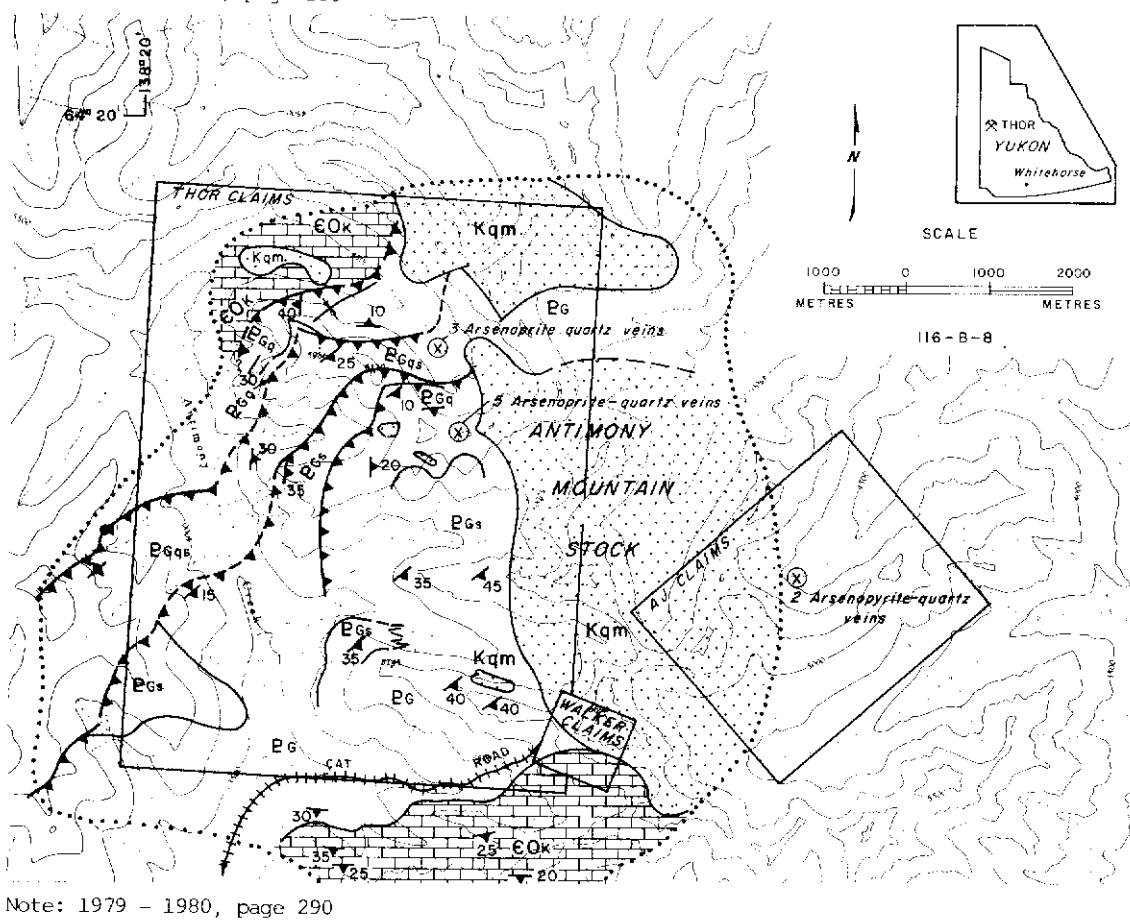 64° 20'
138° 20'
THOR CLAIMS
ЄOk
Kqm
Kqm
N
THOR
YUKON
Whitehorse
SCALE
1000 0 1000 2000
METRES METRES
116-B-8
ЄOk
40
10
PG
3 Arsenoprite quartz veins
PGq
25
PGqs
30
PGq
10
PGq
5 Arsenoprite-quartz veins
Antimony
ANTIMONY
30
PGs
20
35
MOUNTAIN
PGs
STOCK
AJ CLAIMS
PGqs
35
45
2 Arsenopyrite-quartz
veins
Creek
15
PGs
35
Kqm
Kqm
PGs
40
40
PG
WALKER
CLAIMS
PG
CAT ROAD
30
25
ЄOk
35
25
20
Note: 1979 - 1980, page 290